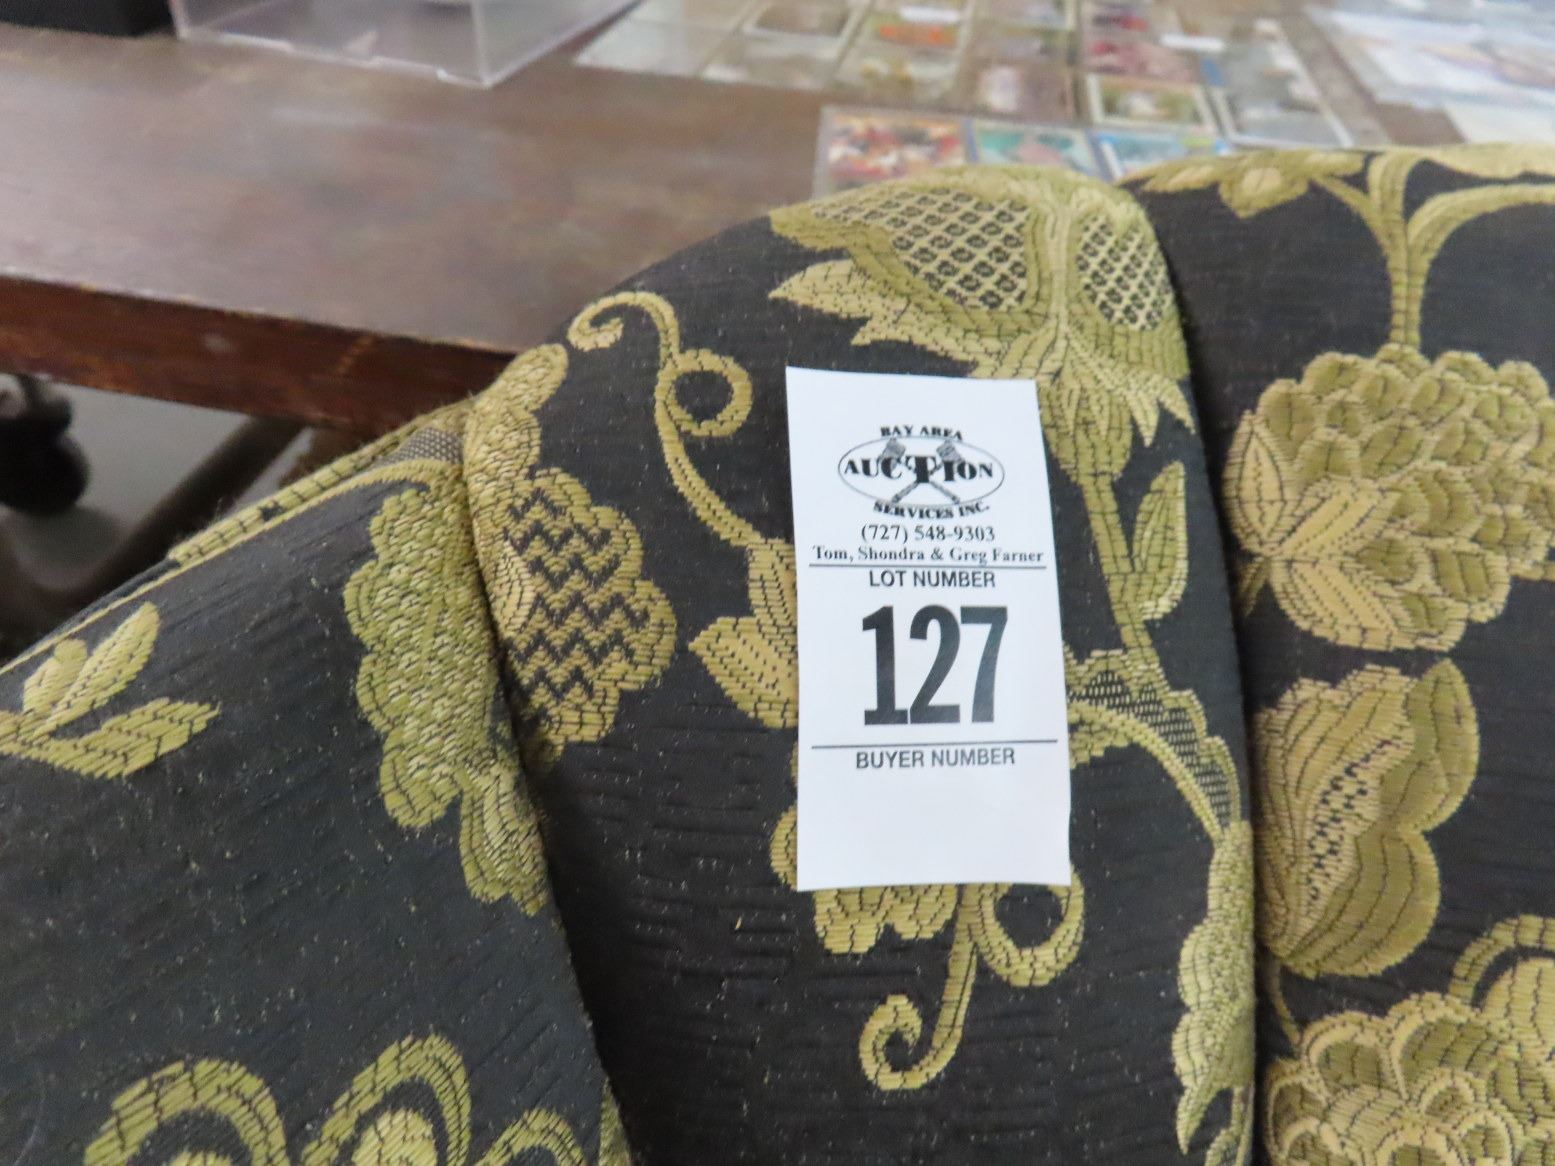 BAY AREA
AUCTION
SERVICES INC.
(727) 548-9303
Tom, Shondra & Greg Farner
LOT NUMBER
127
BUYER NUMBER